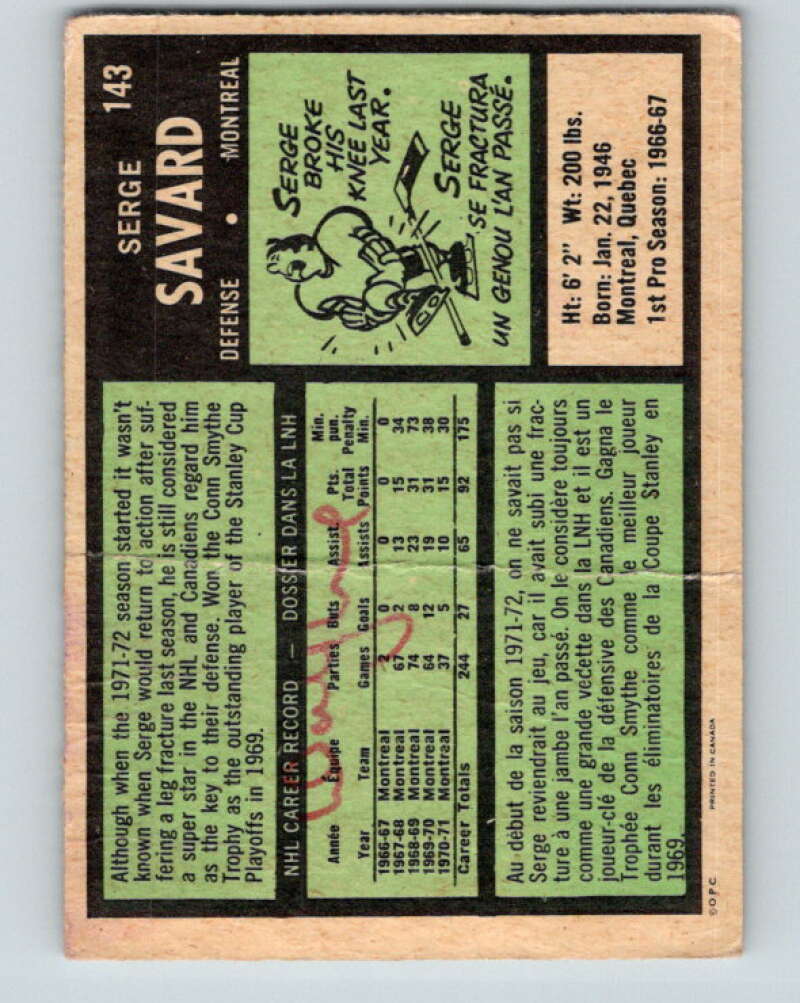 SERGE 143
SAVARD
DEFENSE • MONTREAL
Although when the 1971-72 season started it wasn't
known when Serge would return to action after suf-
fering a leg fracture last season, he is still considered
a super star in the NHL and Canadiens regard him
as the key to their defense. Won the Conn Smythe
Trophy as the outstanding player of the Stanley Cup
Playoffs in 1969.
SERGE
BROKE
HIS
KNEE LAST
YEAR.
SERGE
SE FRACTURA
UN GENOU L'AN PASSÉ.
NHL CAREER RECORD — DOSSIER DANS LA LNH
Année Équipe Parties Buts Assist. Pts. Min. pun.
Year Team Games Goals Assists Total Points Penalty Min.
1966-67 Montreal 2 0 0 0 0
1967-68 Montreal 67 2 13 15 34
1968-69 Montreal 74 8 23 31 73
1969-70 Montreal 64 12 19 31 38
1970-71 Montreal 37 5 10 15 30
Career Totals 244 27 65 92 175
Ht: 6' 2" Wt: 200 lbs.
Born: Jan. 22, 1946
Montreal, Quebec
1st Pro Season: 1966-67
Au début de la saison 1971-72, on ne savait pas si
Serge reviendrait au jeu, car il avait subi une frac-
ture à une jambe l'an passé. On le considère toujours
comme une grande vedette dans la LNH et il est un
joueur-clé de la défensive des Canadiens. Gagna le
Trophée Conn Smythe comme le meilleur joueur
durant les éliminatoires de la Coupe Stanley en
1969.
©O.P.C. PRINTED IN CANADA